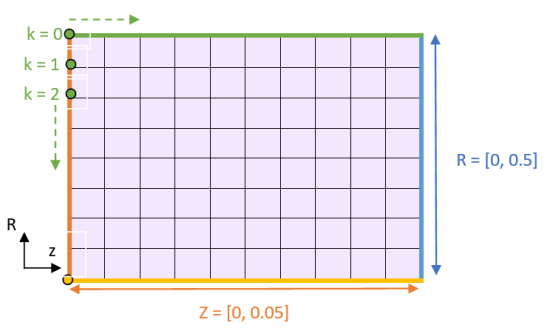 k = 0
k = 1
k = 2
R = [0, 0.5]
R
z
Z = [0, 0.05]